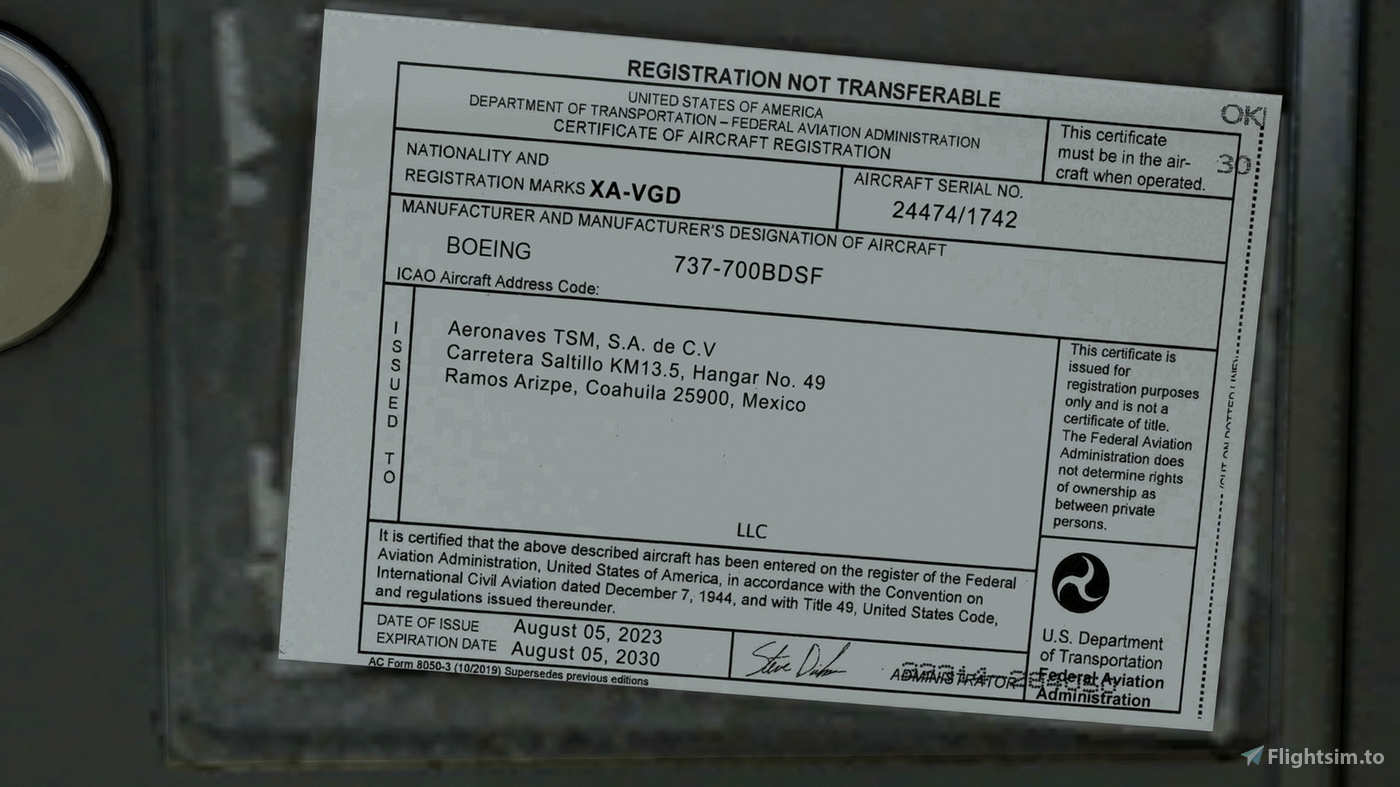 REGISTRATION NOT TRANSFERABLE
UNITED STATES OF AMERICA
DEPARTMENT OF TRANSPORTATION – FEDERAL AVIATION ADMINISTRATION
CERTIFICATE OF AIRCRAFT REGISTRATION
This certificate
must be in the air-
craft when operated.
OK
30
NATIONALITY AND
REGISTRATION MARKS XA-VGD
AIRCRAFT SERIAL NO.
24474/1742
MANUFACTURER AND MANUFACTURER'S DESIGNATION OF AIRCRAFT
BOEING 737-700BDSF
ICAO Aircraft Address Code:
ISSUED TO
Aeronaves TSM, S.A. de C.V
Carretera Saltillo KM13.5, Hangar No. 49
Ramos Arizpe, Coahuila 25900, Mexico
LLC
This certificate is
issued for
registration purposes
only and is not a
certificate of title.
The Federal Aviation
Administration does
not determine rights
of ownership as
between private
persons.
It is certified that the above described aircraft has been entered on the register of the Federal
Aviation Administration, United States of America, in accordance with the Convention on
International Civil Aviation dated December 7, 1944, and with Title 49, United States Code,
and regulations issued thereunder.
DATE OF ISSUE August 05, 2023
EXPIRATION DATE August 05, 2030
ADMINISTRATOR
U.S. Department
of Transportation
Federal Aviation
Administration
AC Form 8050-3 (10/2019) Supersedes previous editions
Flightsim.to